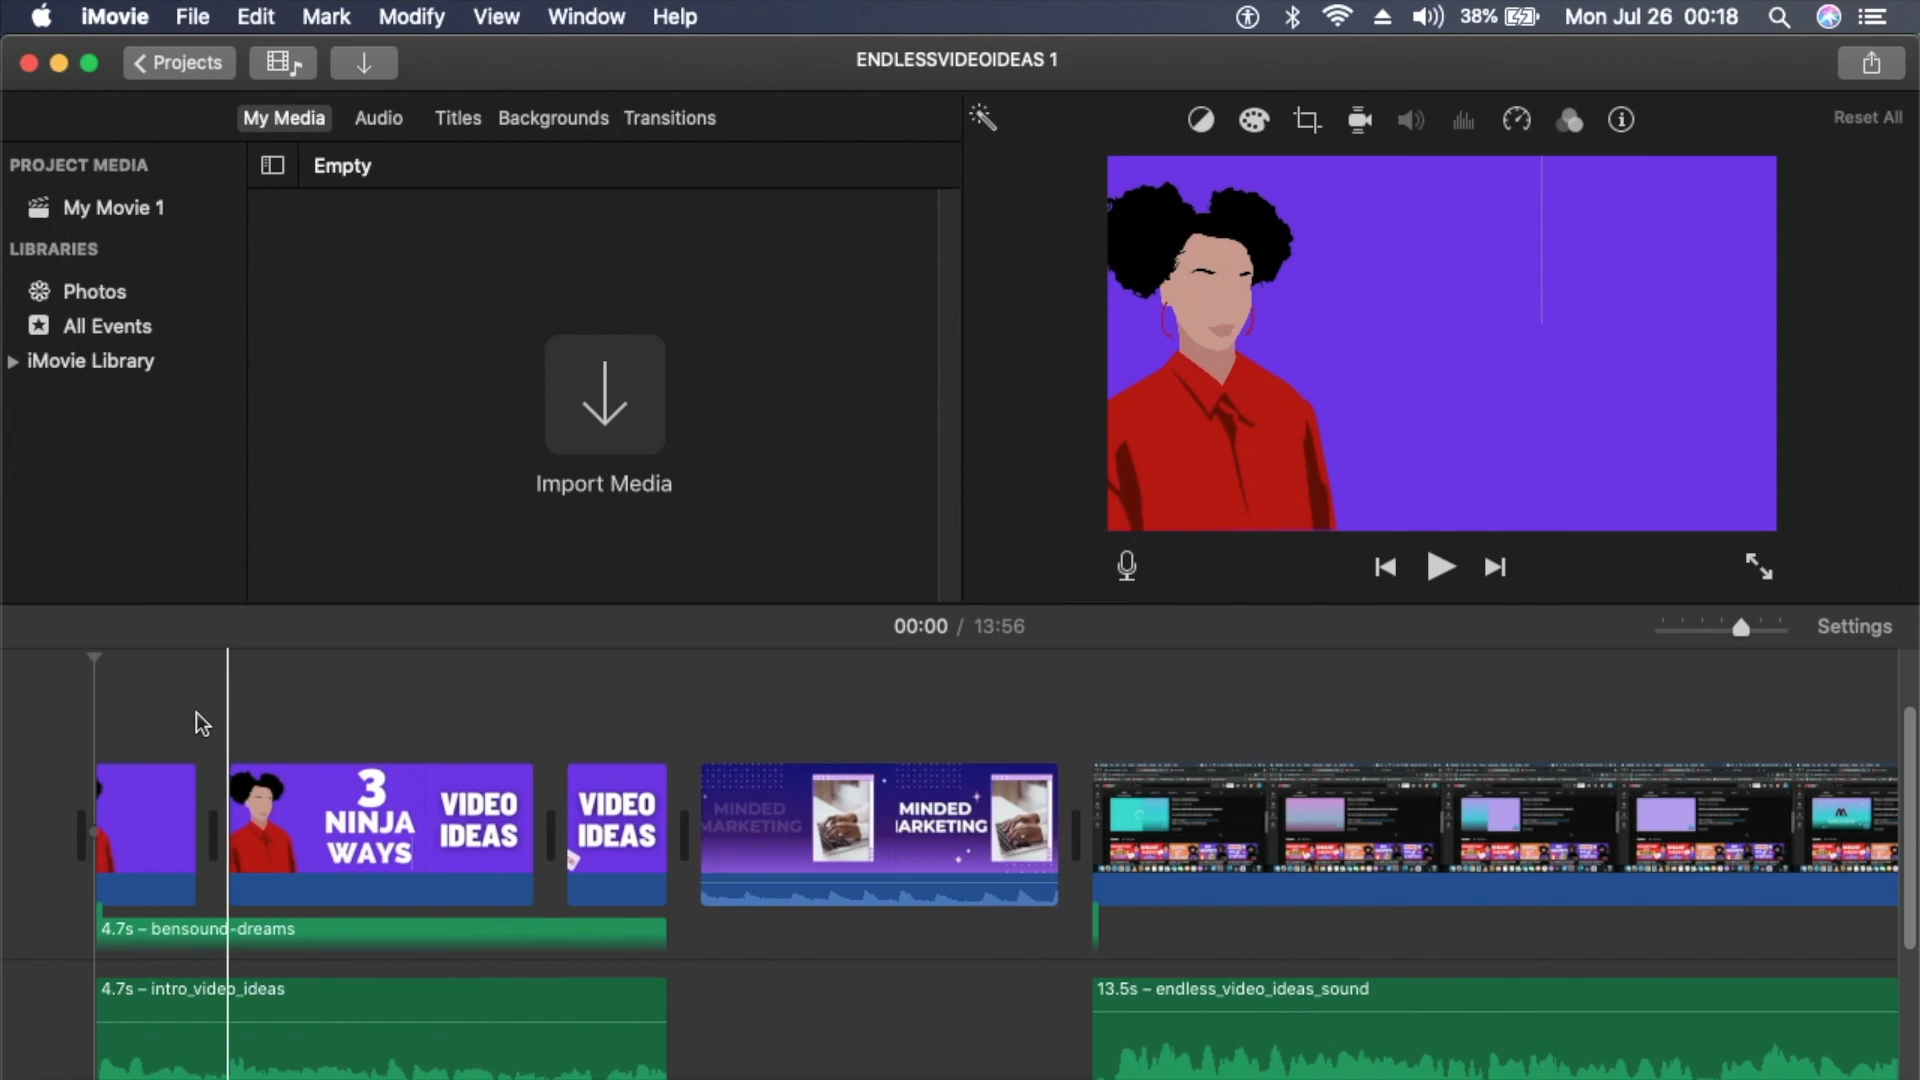 iMovie File Edit Mark Modify View Window Help 38% Mon Jul 26 00:18
Projects ENDLESSVIDEOIDEAS 1
My Media Audio Titles Backgrounds Transitions Reset All
PROJECT MEDIA Empty
My Movie 1
LIBRARIES
Photos
All Events
iMovie Library
Import Media
00:00 / 13:56 Settings
3
NINJA
WAYS
VIDEO
IDEAS
VIDEO
IDEAS
MINDED
MARKETING
MINDED
IARKETING
4.7s – bensound-dreams
4.7s – intro_video_ideas 13.5s – endless_video_ideas_sound